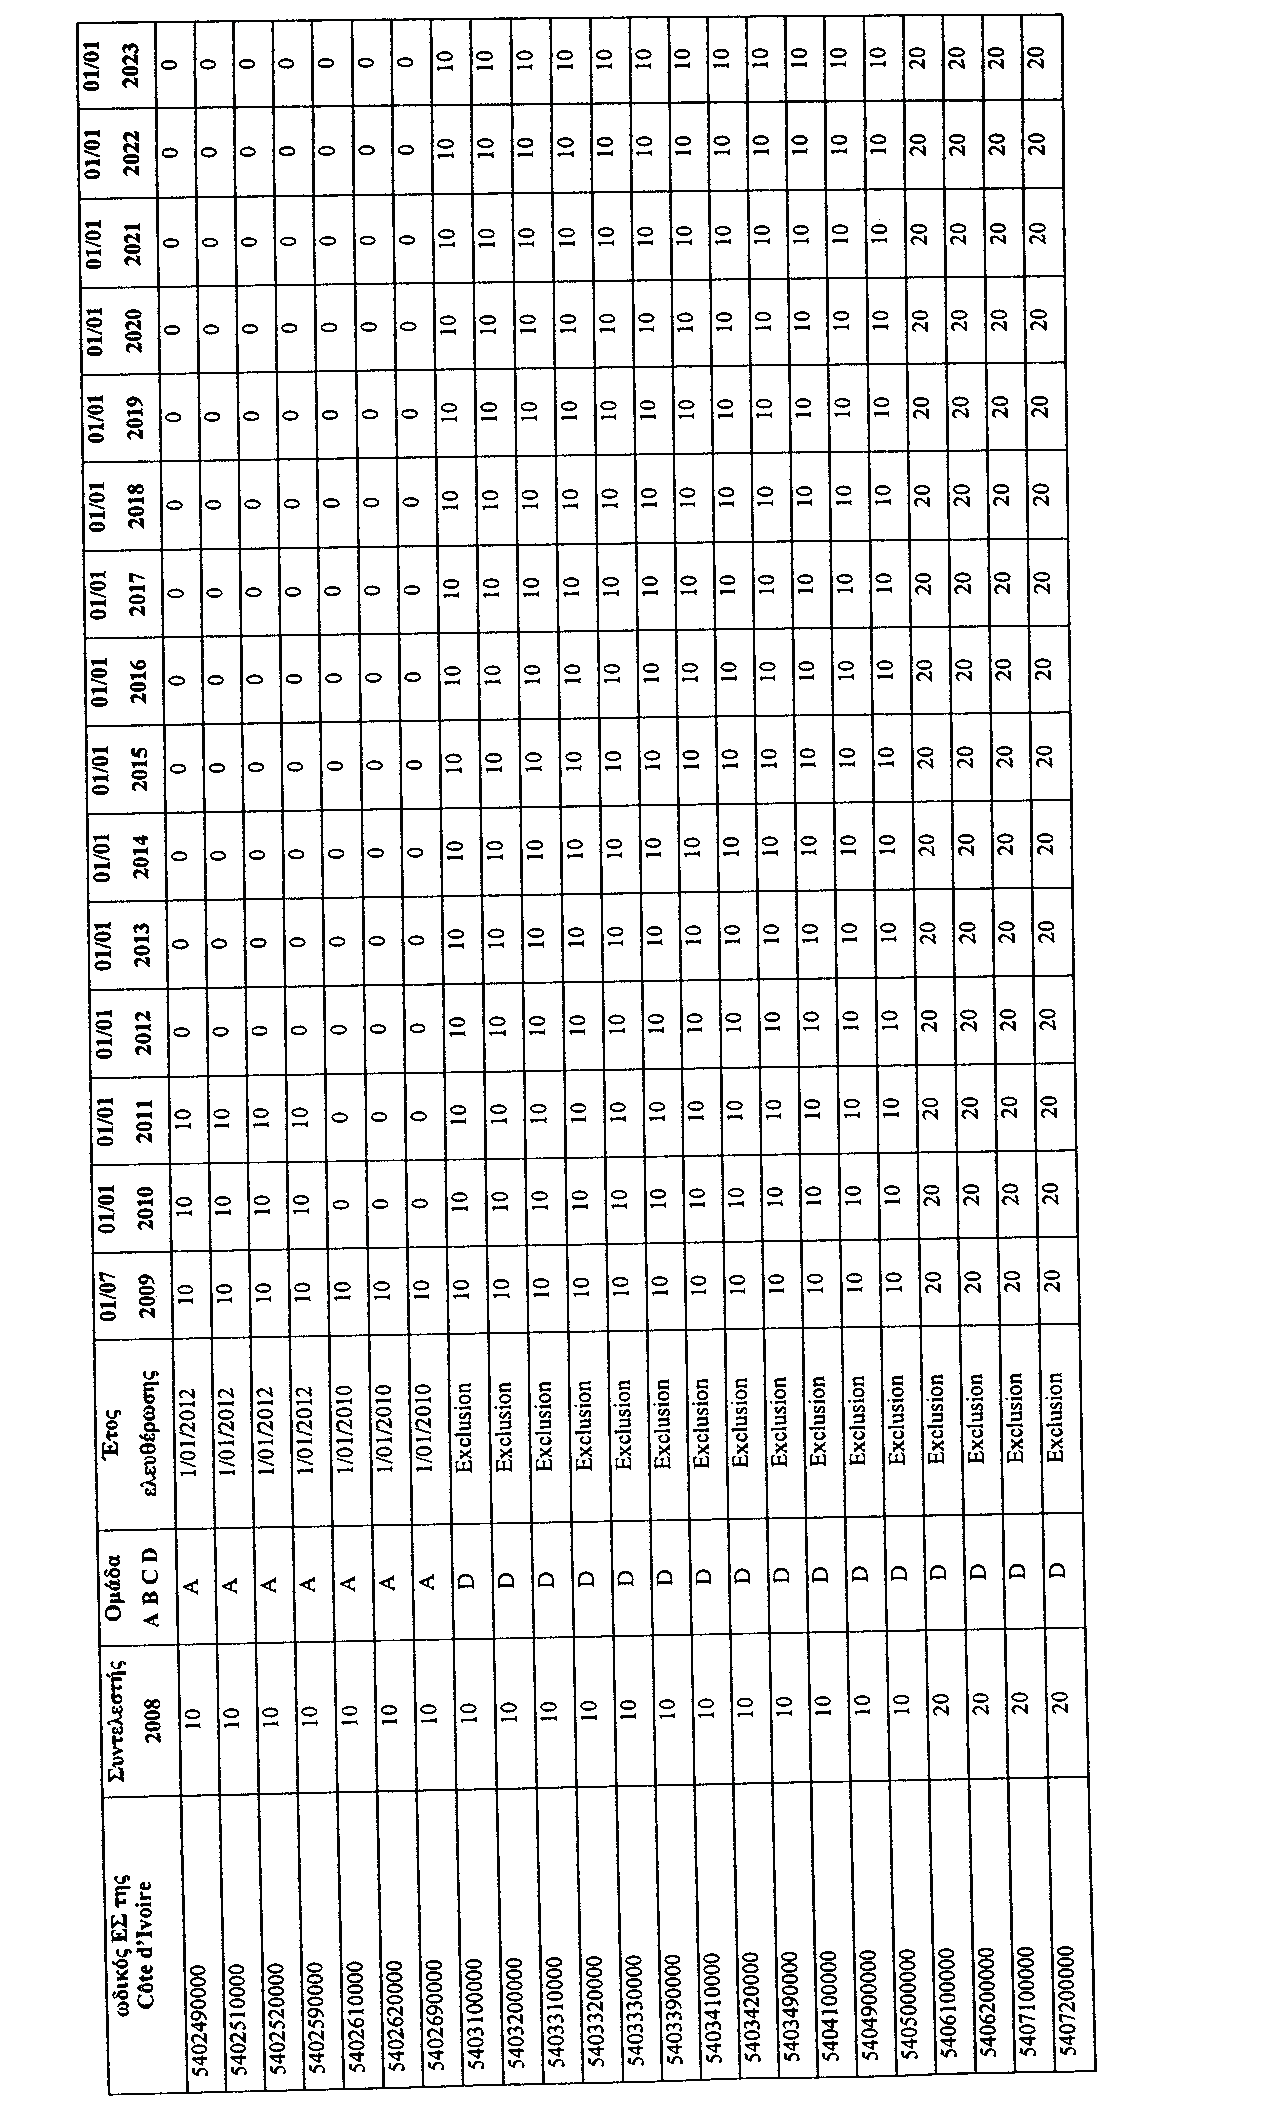 ωδικός ΕΣ της Côte d'Ivoire | Συντελεστής 2008 | Ομάδα A B C D | Έτος ελευθέρωσης | 01/07 2009 | 01/01 2010 | 01/01 2011 | 01/01 2012 | 01/01 2013 | 01/01 2014 | 01/01 2015 | 01/01 2016 | 01/01 2017 | 01/01 2018 | 01/01 2019 | 01/01 2020 | 01/01 2021 | 01/01 2022 | 01/01 2023
5402490000 10 A 1/01/2012 10 10 10 0 0 0 0 0 0 0 0 0 0 0 0
5402510000 10 A 1/01/2012 10 10 10 0 0 0 0 0 0 0 0 0 0 0 0
5402520000 10 A 1/01/2012 10 10 10 0 0 0 0 0 0 0 0 0 0 0 0
5402590000 10 A 1/01/2012 10 10 10 0 0 0 0 0 0 0 0 0 0 0 0
5402610000 10 A 1/01/2010 10 0 0 0 0 0 0 0 0 0 0 0 0 0 0
5402620000 10 A 1/01/2010 10 0 0 0 0 0 0 0 0 0 0 0 0 0 0
5402690000 10 A 1/01/2010 10 0 0 0 0 0 0 0 0 0 0 0 0 0 0
5403100000 10 D Exclusion 10 10 10 10 10 10 10 10 10 10 10 10 10 10 10
5403200000 10 D Exclusion 10 10 10 10 10 10 10 10 10 10 10 10 10 10 10
5403310000 10 D Exclusion 10 10 10 10 10 10 10 10 10 10 10 10 10 10 10
5403320000 10 D Exclusion 10 10 10 10 10 10 10 10 10 10 10 10 10 10 10
5403330000 10 D Exclusion 10 10 10 10 10 10 10 10 10 10 10 10 10 10 10
5403390000 10 D Exclusion 10 10 10 10 10 10 10 10 10 10 10 10 10 10 10
5403410000 10 D Exclusion 10 10 10 10 10 10 10 10 10 10 10 10 10 10 10
5403420000 10 D Exclusion 10 10 10 10 10 10 10 10 10 10 10 10 10 10 10
5403490000 10 D Exclusion 10 10 10 10 10 10 10 10 10 10 10 10 10 10 10
5404100000 10 D Exclusion 10 10 10 10 10 10 10 10 10 10 10 10 10 10 10
5404900000 10 D Exclusion 10 10 10 10 10 10 10 10 10 10 10 10 10 10 10
5405000000 10 D Exclusion 10 10 10 10 10 10 10 10 10 10 10 10 10 10 10
5406100000 20 D Exclusion 20 20 20 20 20 20 20 20 20 20 20 20 20 20 20
5406200000 20 D Exclusion 20 20 20 20 20 20 20 20 20 20 20 20 20 20 20
5407100000 20 D Exclusion 20 20 20 20 20 20 20 20 20 20 20 20 20 20 20
5407200000 20 D Exclusion 20 20 20 20 20 20 20 20 20 20 20 20 20 20 20